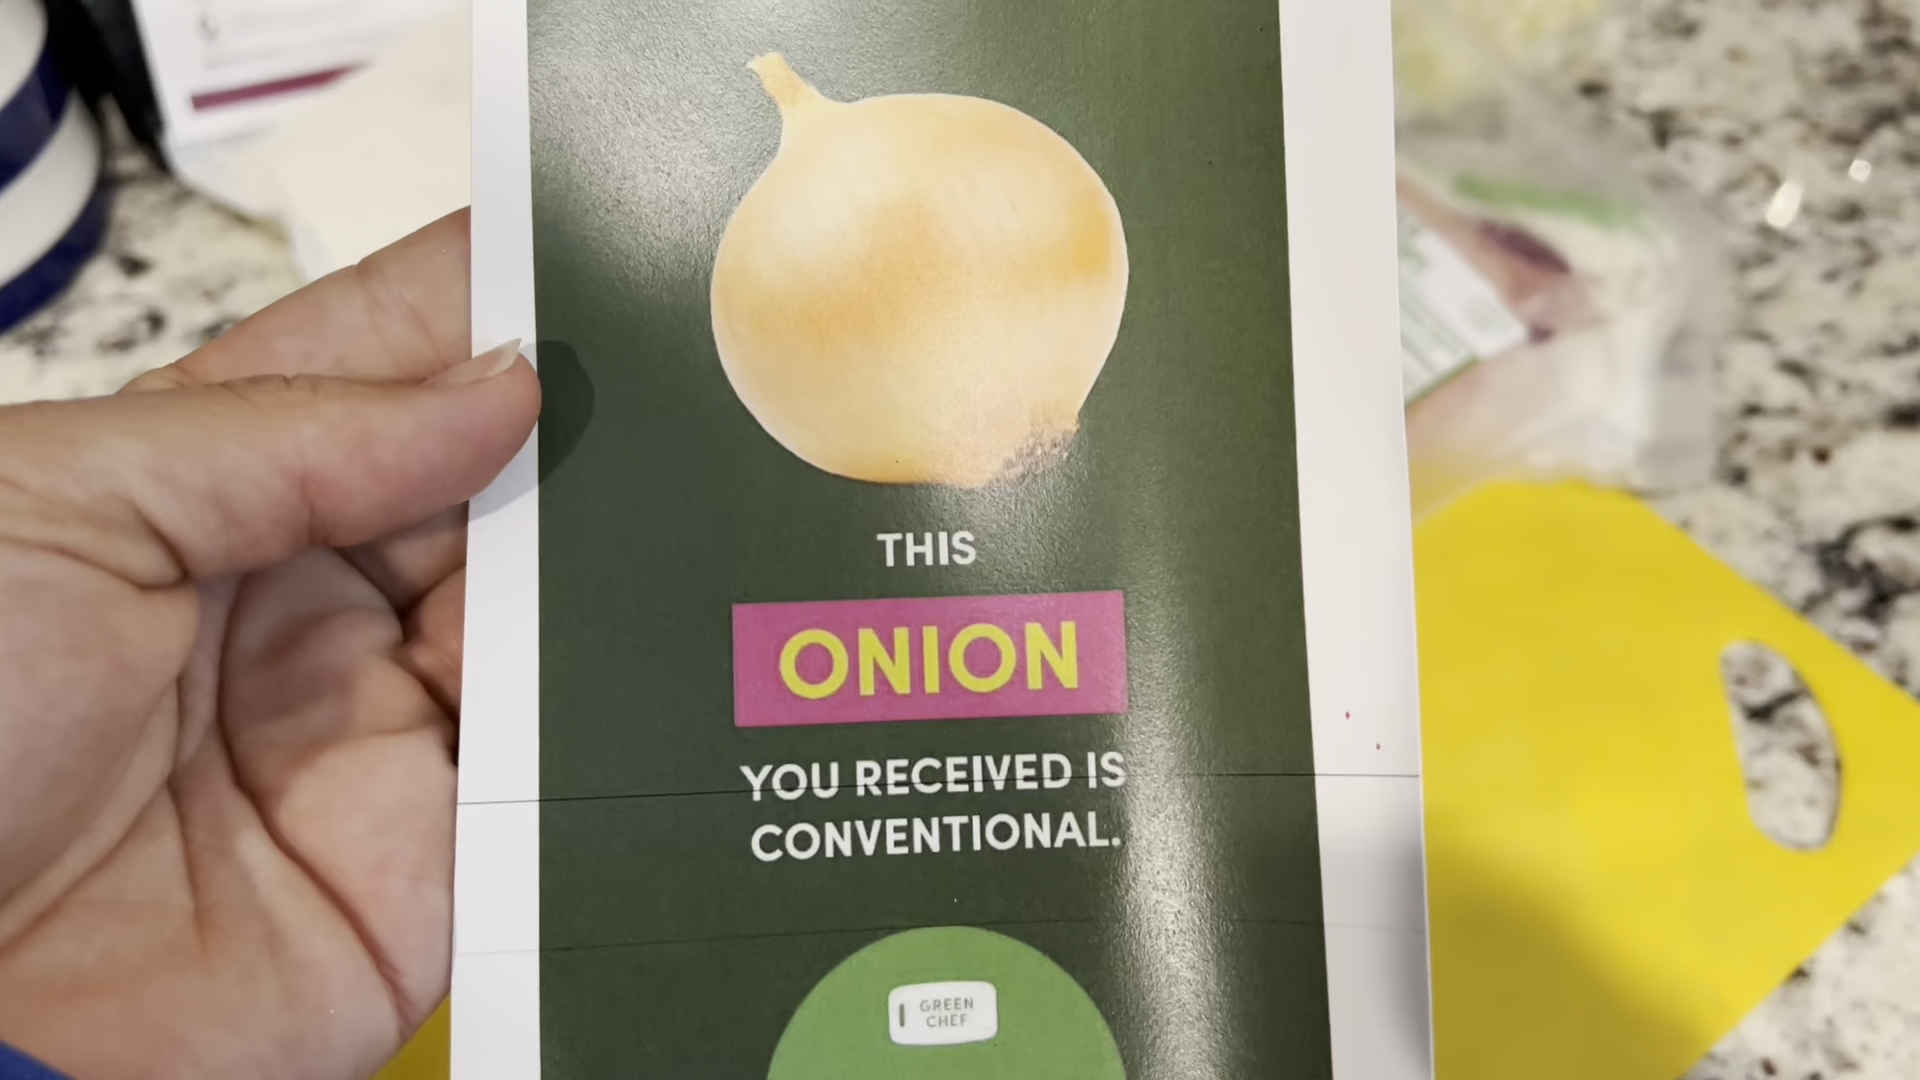 THIS
ONION
YOU RECEIVED IS
CONVENTIONAL.
GREEN
CHEF